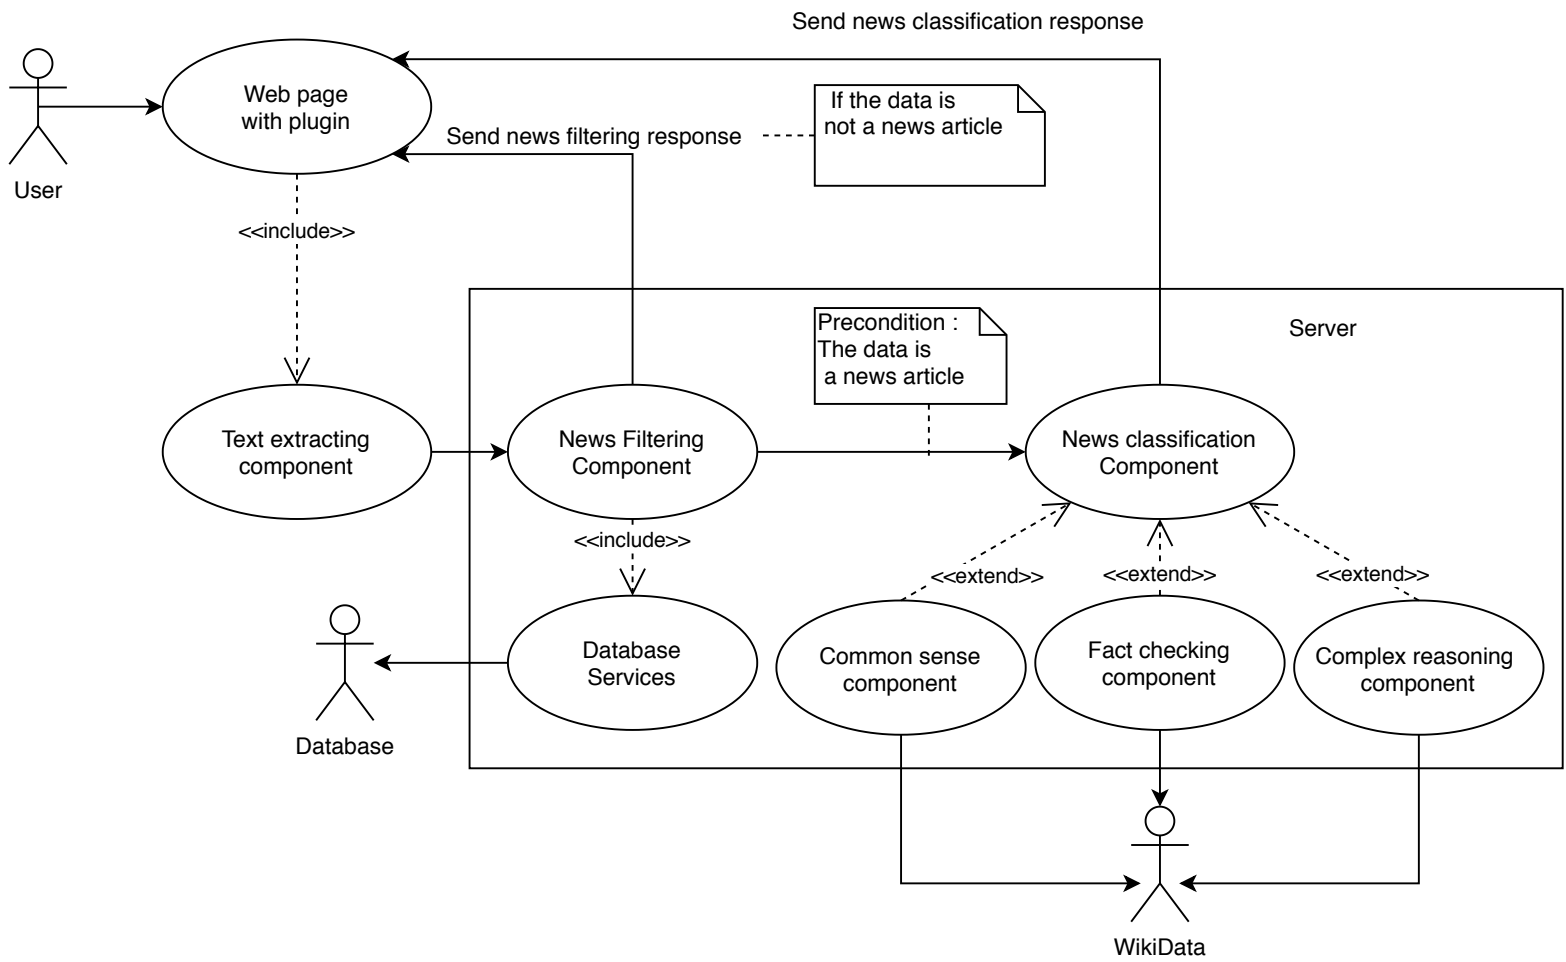 Send news classification response
Web page
with plugin
If the data is
not a news article
Send news filtering response
User
<<include>>
Precondition :
The data is
a news article
Server
Text extracting
component
News Filtering
Component
News classification
Component
<<include>>
<<extend>>
<<extend>>
<<extend>>
Database
Services
Common sense
component
Fact checking
component
Complex reasoning
component
Database
WikiData